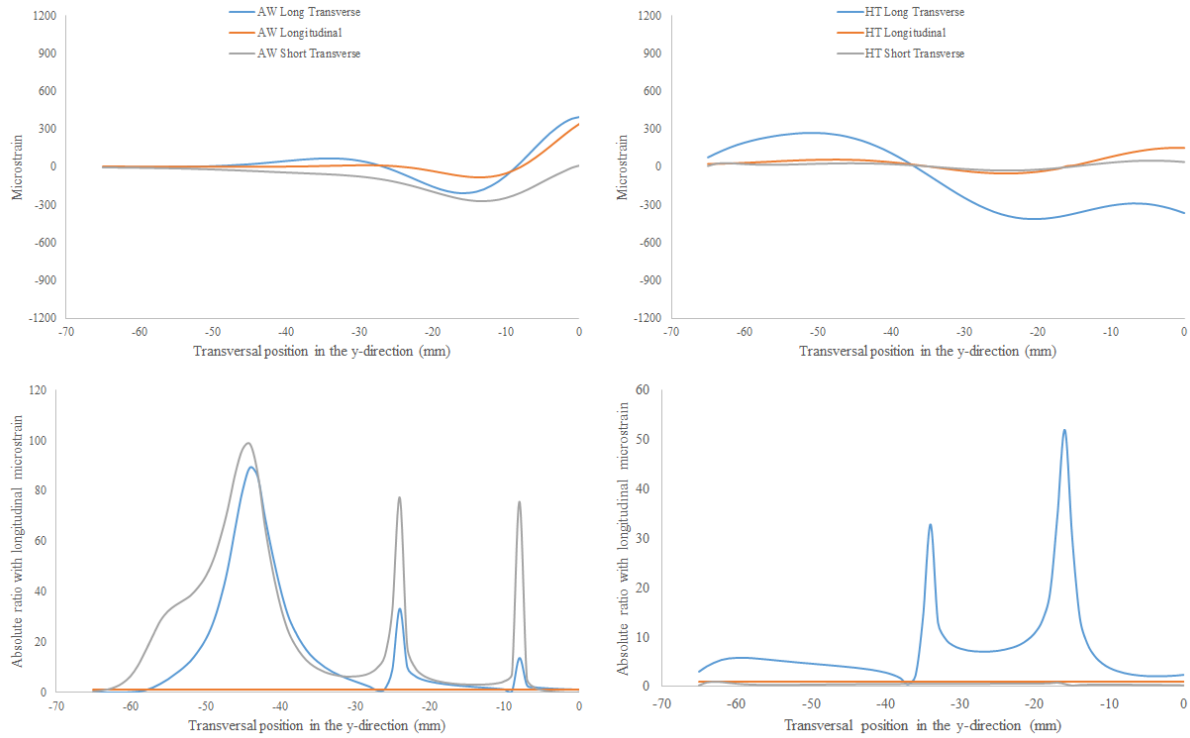 AW Long Transverse
AW Longitudinal
AW Short Transverse
1200
900
600
300
0
-300
-600
-900
-1200
Microstrain
-70 -60 -50 -40 -30 -20 -10 0
Transversal position in the y-direction (mm)
HT Long Transverse
HT Longitudinal
HT Short Transverse
1200
900
600
300
0
-300
-600
-900
-1200
Microstrain
-70 -60 -50 -40 -30 -20 -10 0
Transversal position in the y-direction (mm)
120
100
80
60
40
20
0
Absolute ratio with longitudinal microstrain
-70 -60 -50 -40 -30 -20 -10 0
Transversal position in the y-direction (mm)
60
50
40
30
20
10
0
Absolute ratio with longitudinal microstrain
-70 -60 -50 -40 -30 -20 -10 0
Transversal position in the y-direction (mm)